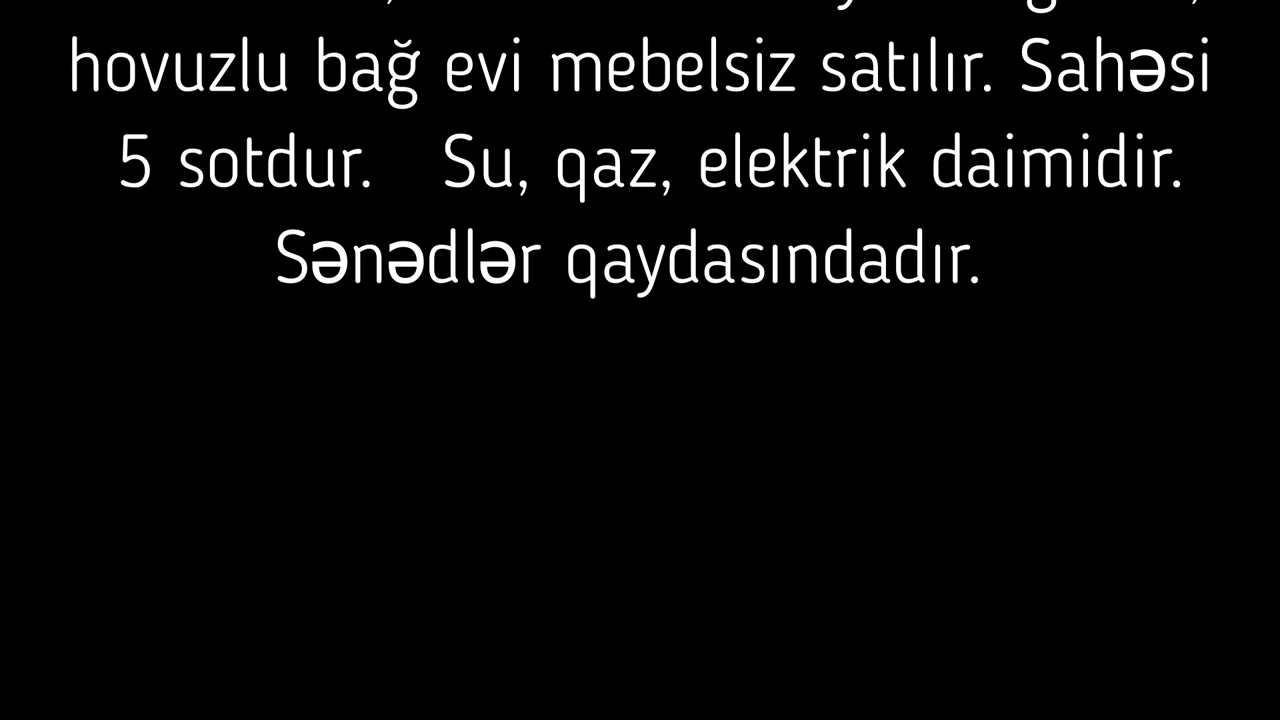 hovuzlu bağ evi mebelsiz satılır. Sahəsi
5 sotdur. Su, qaz, elektrik daimidir.
Sənədlər qaydasındadır.